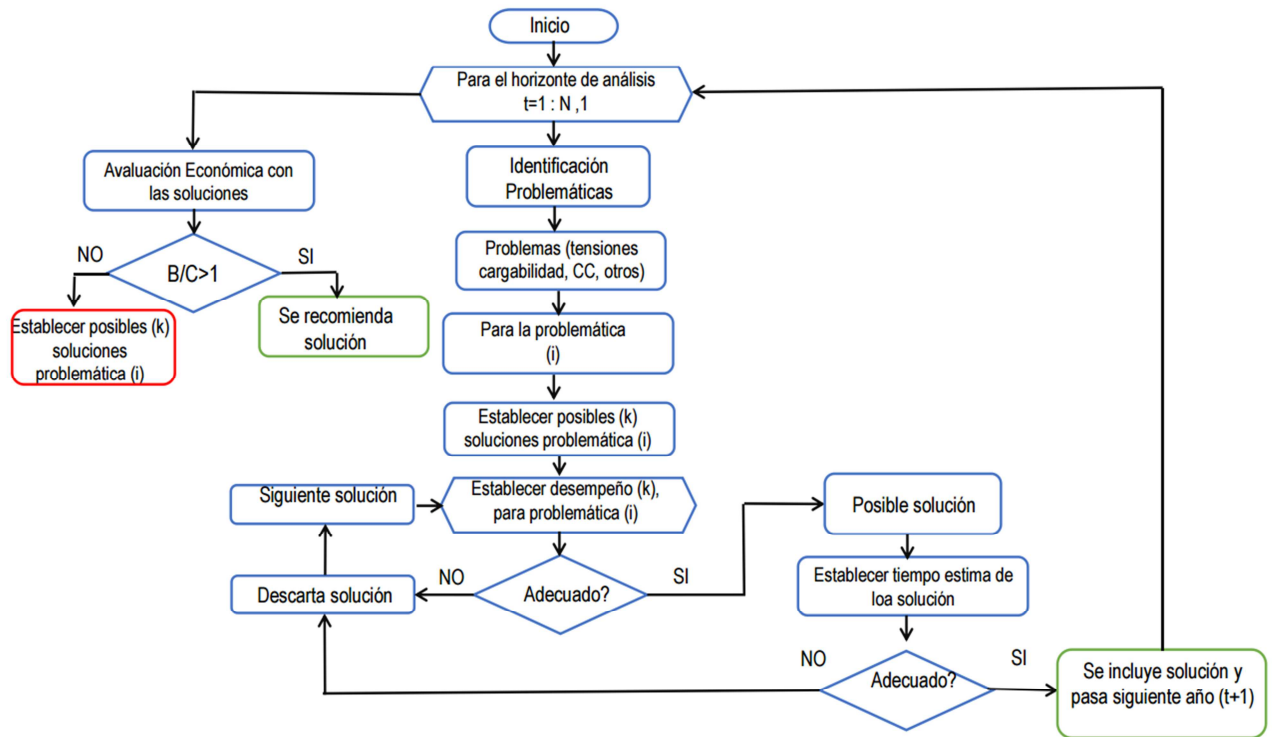 Inicio
Para el horizonte de análisis
t=1 : N ,1
Avaluación Económica con
las soluciones
Identificación
Problemáticas
NO
B/C>1
SI
Problemas (tensiones
cargabilidad, CC, otros)
Establecer posibles (k)
soluciones
problemática (i)
Se recomienda
solución
Para la problemática
(i)
Establecer posibles (k)
soluciones problemática (i)
Siguiente solución
Establecer desempeño (k),
para problemática (i)
Posible solución
Descarta solución
NO
Adecuado?
SI
Establecer tiempo estima de
loa solución
NO
Adecuado?
SI
Se incluye solución y
pasa siguiente año (t+1)